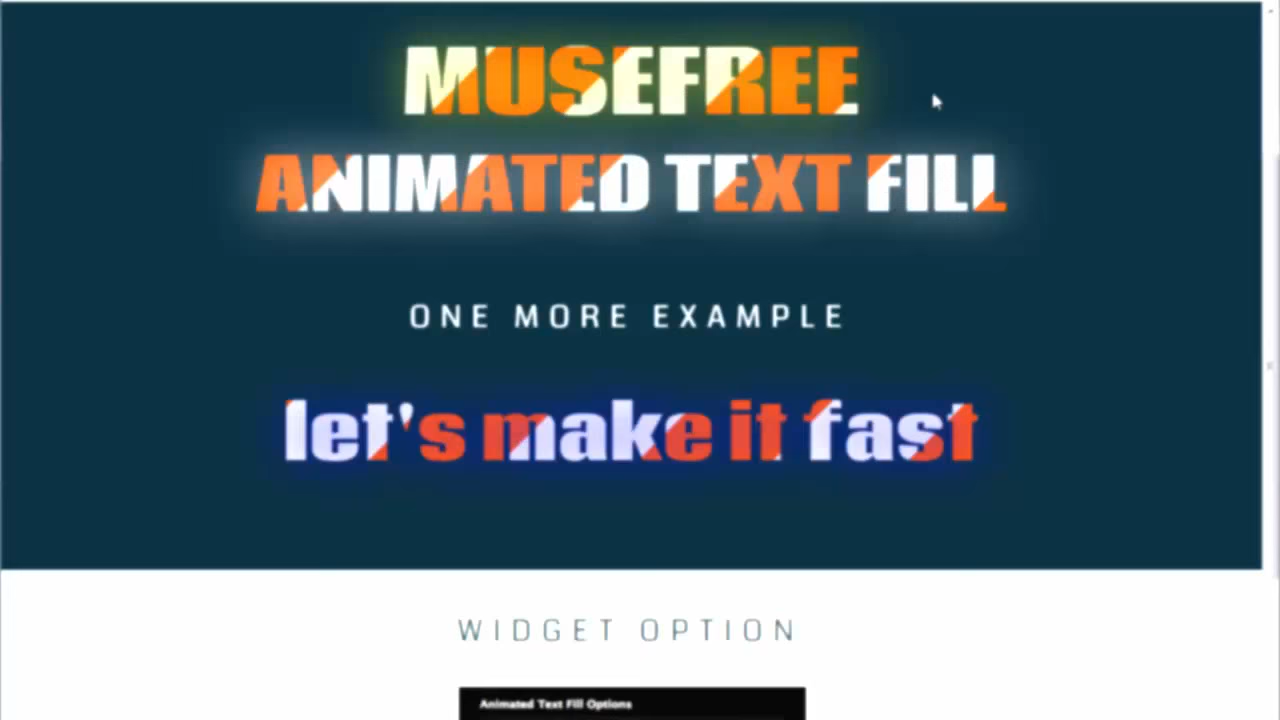 MUSEFREE
ANIMATED TEXT FILL
ONE MORE EXAMPLE
let's make it fast
WIDGET OPTION
Animated Text Fill Options